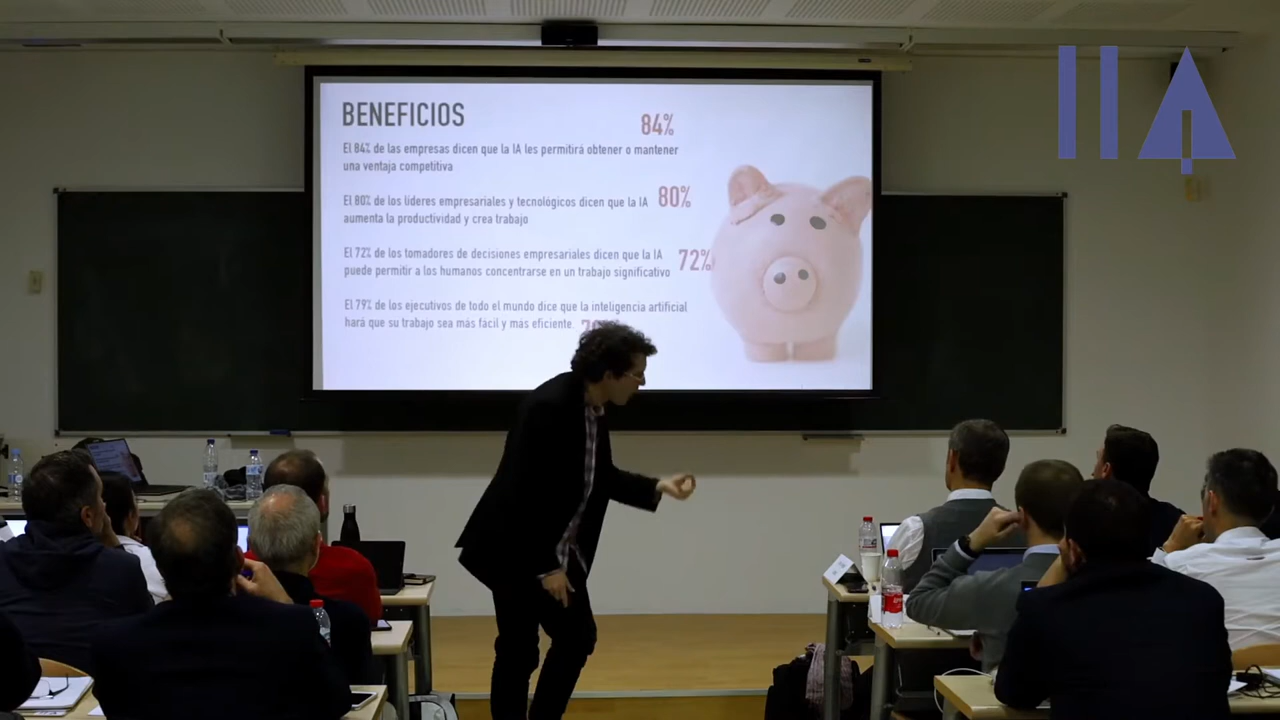 BENEFICIOS
84%
El 84% de las empresas dicen que la IA les permitirá obtener o mantener
una ventaja competitiva
El 80% de los líderes empresariales y tecnológicos dicen que la IA
80%
aumenta la productividad y crea trabajo
El 72% de los tomadores de decisiones empresariales dicen que la IA
72%
puede permitir a los humanos concentrarse en un trabajo significativo
El 79% de los ejecutivos de todo el mundo dice que la inteligencia artificial
hará que su trabajo sea más fácil y más eficiente.
IIA